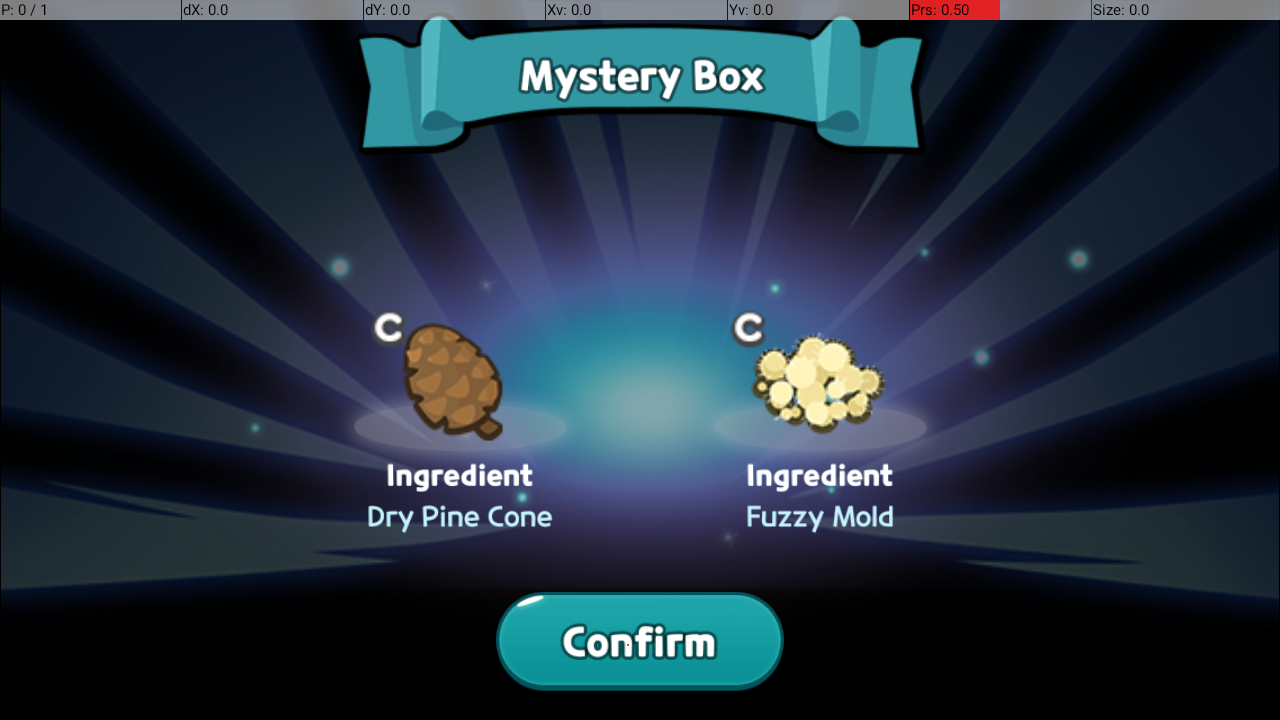 P: 0 / 1 dX: 0.0 dY: 0.0 Xv: 0.0 Yv: 0.0 Prs: 0.50 Size: 0.0
Mystery Box
C C
Ingredient Ingredient
Dry Pine Cone Fuzzy Mold
Confirm